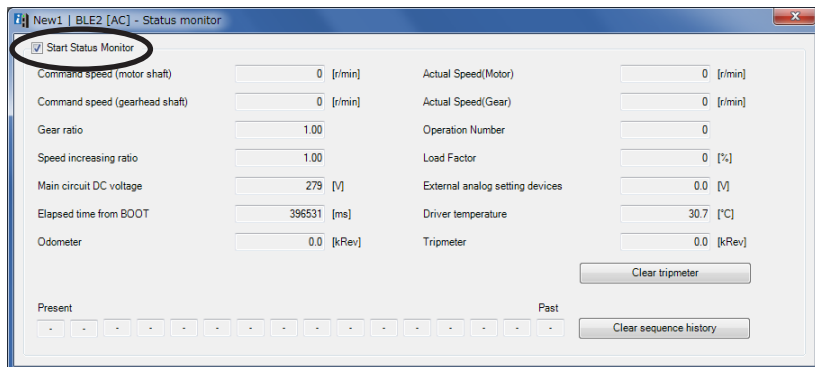 New1 | BLE2 [AC] - Status monitor
Start Status Monitor
Command speed (motor shaft) 0 [r/min] Actual Speed(Motor) 0 [r/min]
Command speed (gearhead shaft) 0 [r/min] Actual Speed(Gear) 0 [r/min]
Gear ratio 1.00 Operation Number 0
Speed increasing ratio 1.00 Load Factor 0 [%]
Main circuit DC voltage 279 [V] External analog setting devices 0.0 [V]
Elapsed time from BOOT 396531 [ms] Driver temperature 30.7 [°C]
Odometer 0.0 [kRev] Tripmeter 0.0 [kRev]
Clear tripmeter
Present Past
- - - - - - - - - - - - - - - - Clear sequence history